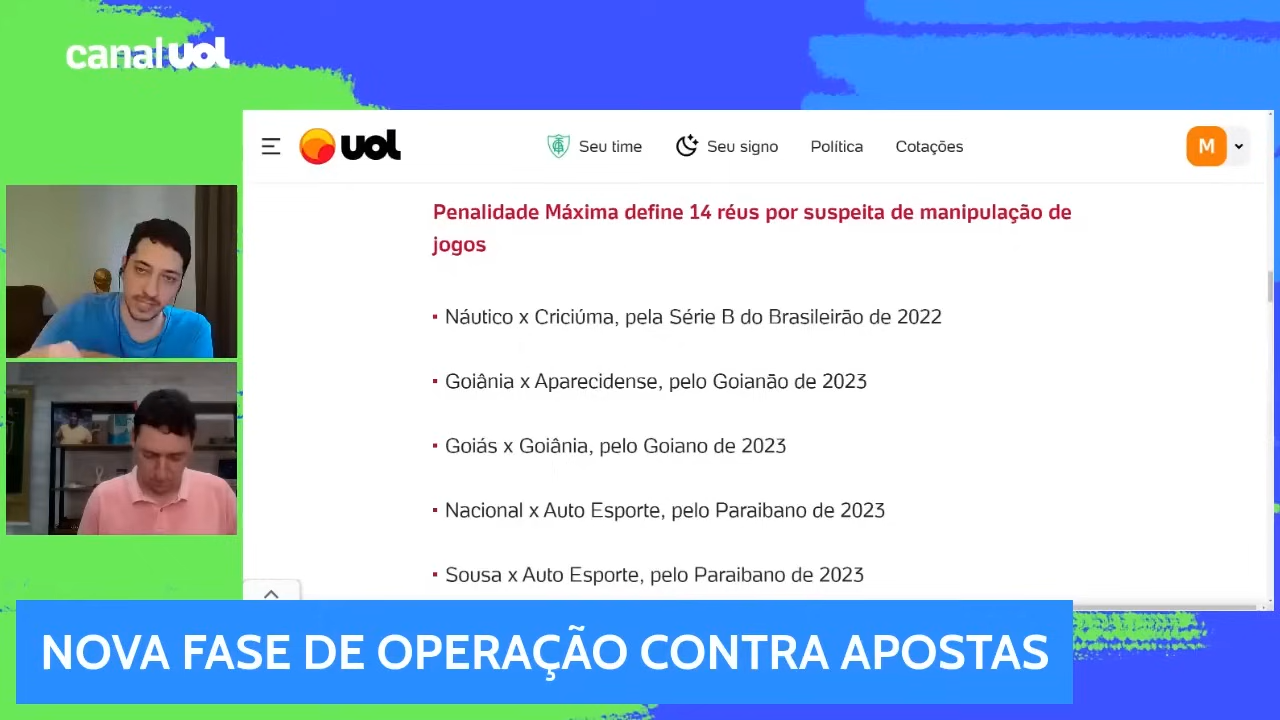 canal uol
uol
Seu time
Seu signo
Política
Cotações
M
Penalidade Máxima define 14 réus por suspeita de manipulação de
jogos
Náutico x Criciúma, pela Série B do Brasileirão de 2022
Goiânia x Aparecidense, pelo Goianão de 2023
Goiás x Goiânia, pelo Goiano de 2023
Nacional x Auto Esporte, pelo Paraibano de 2023
Sousa x Auto Esporte, pelo Paraibano de 2023
NOVA FASE DE OPERAÇÃO CONTRA APOSTAS